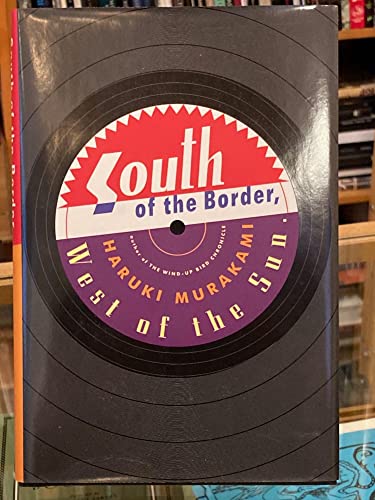 South
of the Border,
West of the Sun.
HARUKI MURAKAMI
author of THE WIND-UP BIRD CHRONICLE